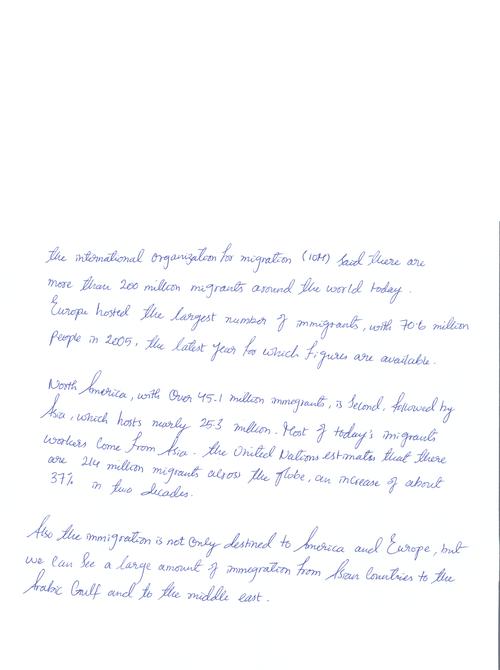 the international organization for migration (IOM) said there are
more than 200 million migrants around the world today.
Europe hosted the largest number of immigrants, with 70.6 million
people in 2005, the latest year for which figures are available.
North America, with over 45.1 million immegrants, is second, followed by
Asia, which hosts nearly 25.3 million. Most of today's migrants
workers come from Asia. the United Nations estimates that there
are 214 million migrants across the globe, an increase of about
37% in two decades.
Also the immigration is not only destined to America and Europe, but
we can see a large amount of immegration from Asian countries to the
Arabic Gulf and to the middle east.